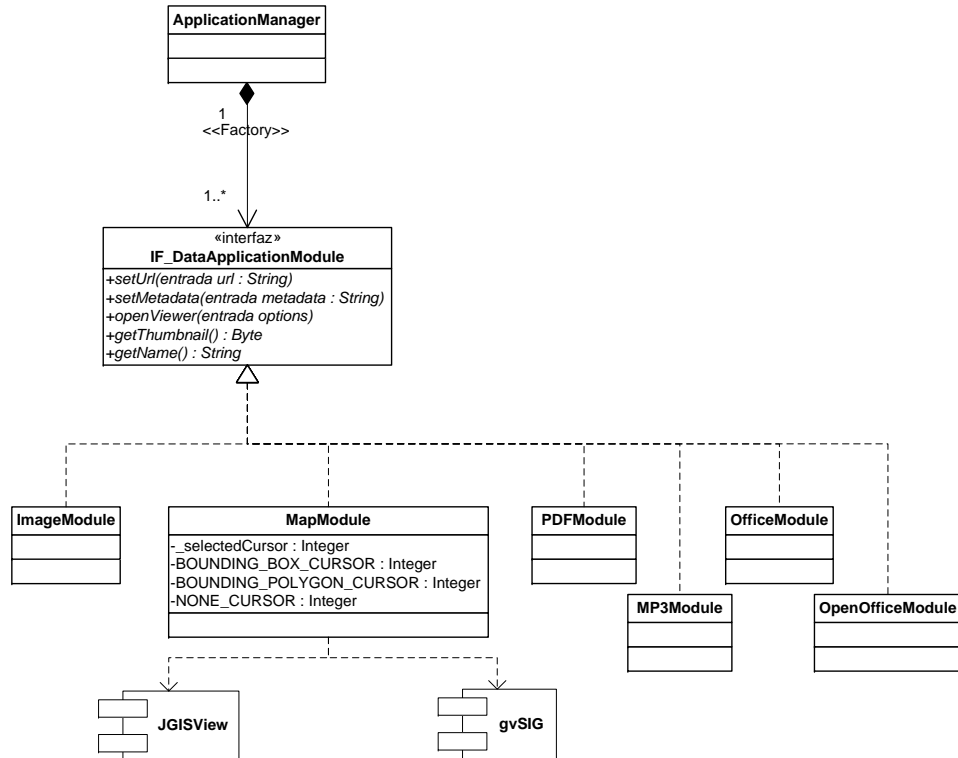 ApplicationManager
1
<<Factory>>
1..*
«interfaz»
IF_DataApplicationModule
+setUrl(entrada url : String)
+setMetadata(entrada metadata : String)
+openViewer(entrada options)
+getThumbnail() : Byte
+getName() : String
ImageModule
MapModule
-_selectedCursor : Integer
-BOUNDING_BOX_CURSOR : Integer
-BOUNDING_POLYGON_CURSOR : Integer
-NONE_CURSOR : Integer
PDFModule
OfficeModule
MP3Module
OpenOfficeModule
JGISView
gvSIG